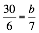 30/6 = b/7